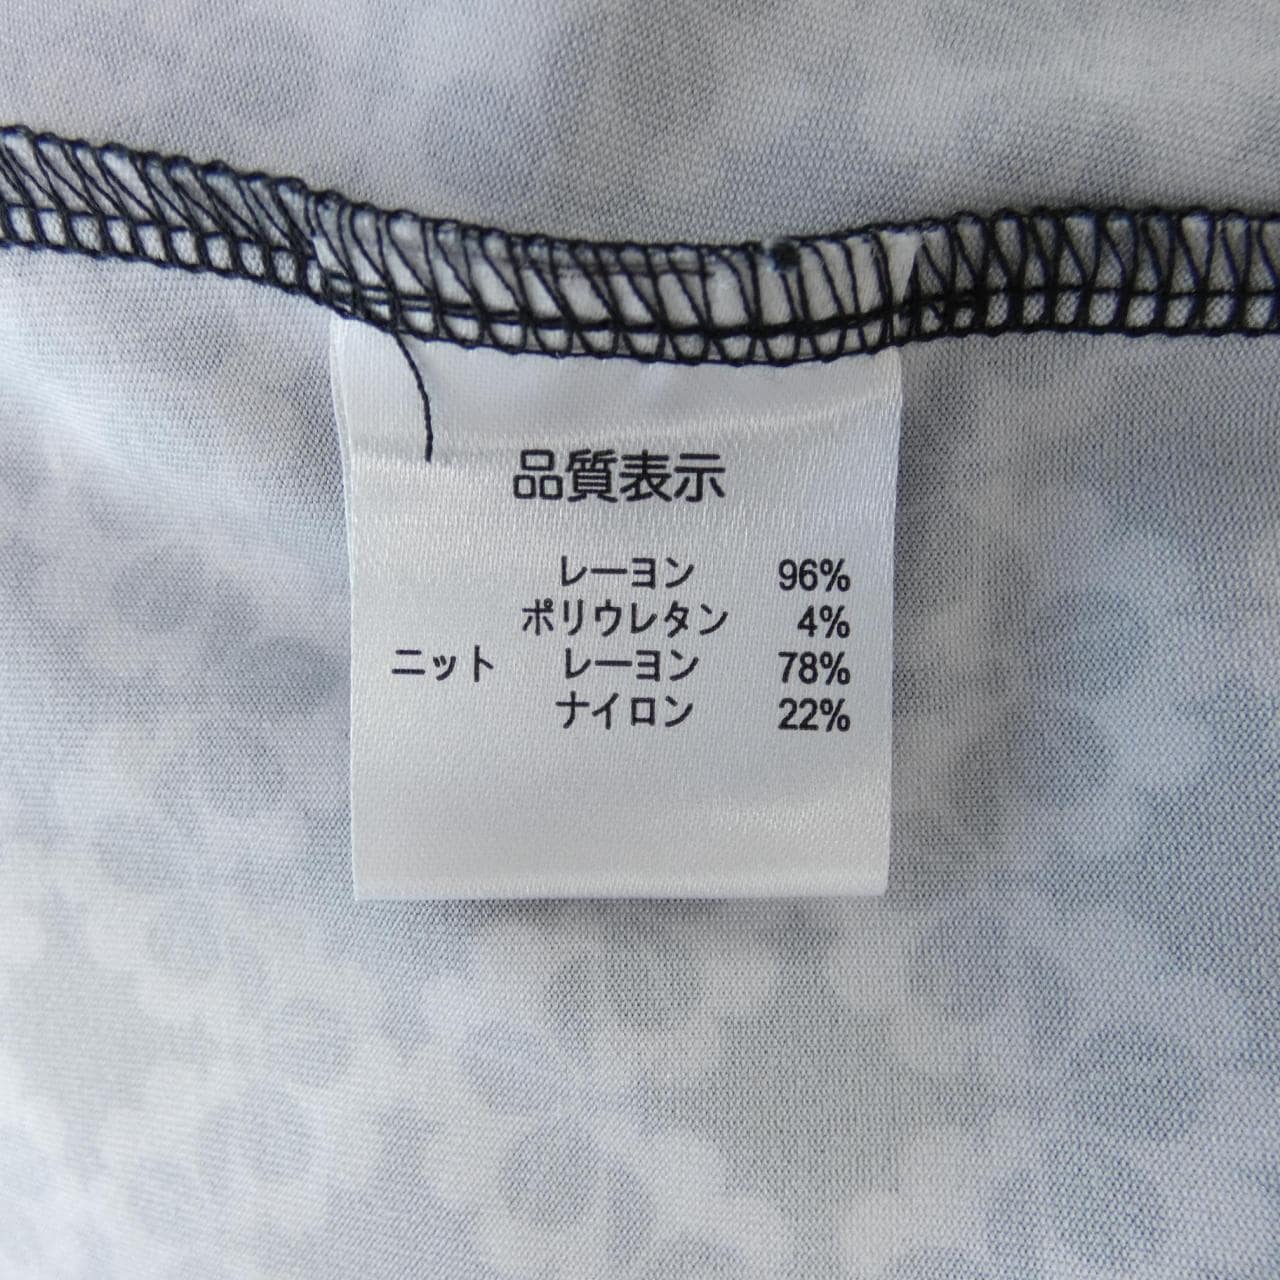 品質表示
レーヨン 96%
ポリウレタン 4%
ニット レーヨン 78%
ナイロン 22%